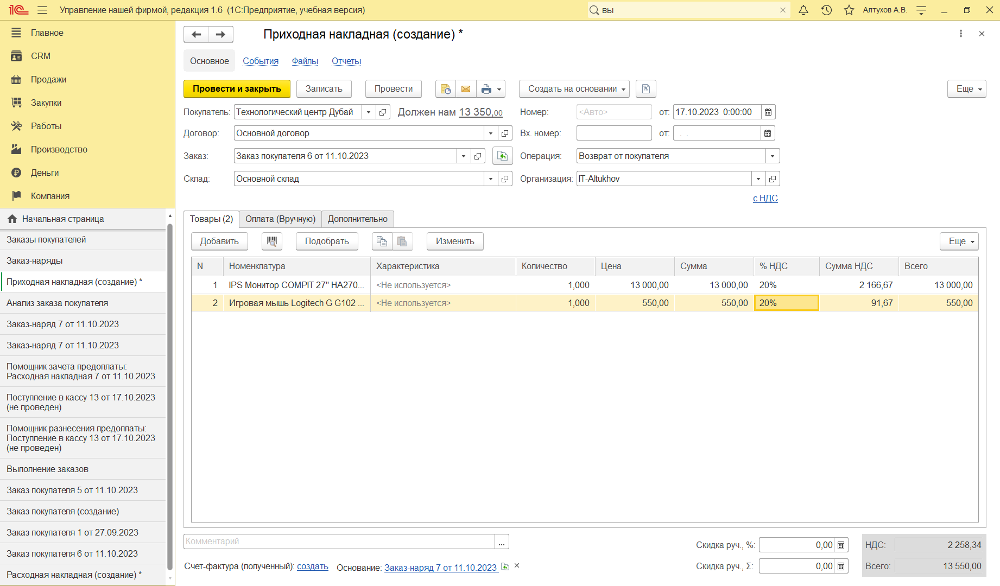 Управление нашей фирмой, редакция 1.6 (1С:Предприятие, учебная версия)
вы
Алтухов А.В.
Главное
CRM
Продажи
Закупки
Работы
Производство
Деньги
Компания
Начальная страница
Заказы покупателей
Заказ-наряды
Приходная накладная (создание) *
Анализ заказа покупателя
Заказ-наряд 7 от 11.10.2023
Заказ-наряд 7 от 11.10.2023
Помощник зачета предоплаты:
Расходная накладная 7 от 11.10.2023
Поступление в кассу 13 от 17.10.2023
(не проведен)
Помощник разнесения предоплаты:
Поступление в кассу 13 от 17.10.2023
(не проведен)
Выполнение заказов
Заказ покупателя 5 от 11.10.2023
Заказ покупателя (создание)
Заказ покупателя 1 от 27.09.2023
Заказ покупателя 6 от 11.10.2023
Расходная накладная (создание) *
Приходная накладная (создание) *
Основное События Файлы Отчеты
Провести и закрыть Записать Провести Создать на основании Еще
Покупатель: Технологический центр Дубай Должен нам 13 350,00 Номер: <Авто> от: 17.10.2023 0:00:00
Договор: Основной договор Вх. номер: от: . .
Заказ: Заказ покупателя 6 от 11.10.2023 Операция: Возврат от покупателя
Склад: Основной склад Организация: IT-Altukhov
с НДС
Товары (2) Оплата (Вручную) Дополнительно
Добавить Подобрать Изменить Еще
N Номенклатура Характеристика Количество Цена Сумма % НДС Сумма НДС Всего
1 IPS Монитор COMPIT 27" HA270... <Не используется> 1,000 13 000,00 13 000,00 20% 2 166,67 13 000,00
2 Игровая мышь Logitech G G102 ... <Не используется> 1,000 550,00 550,00 20% 91,67 550,00
Комментарий ... Скидка руч., %: 0,00 НДС: 2 258,34
Счет-фактура (полученный): создать Основание: Заказ-наряд 7 от 11.10.2023 Скидка руч., Σ: 0,00 Всего: 13 550,00